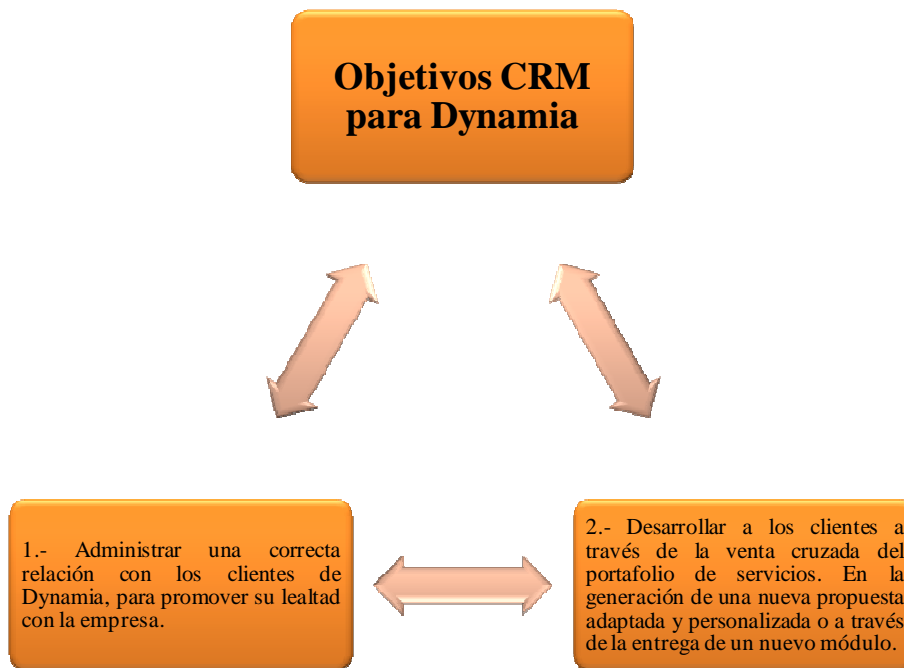 Objetivos CRM
para Dynamia
1.- Administrar una correcta
relación con los clientes de
Dynamia, para promover su lealtad
con la empresa.
2.- Desarrollar a los clientes a
través de la venta cruzada del
portafolio de servicios. En la
generación de una nueva propuesta
adaptada y personalizada o a través
de la entrega de un nuevo módulo.